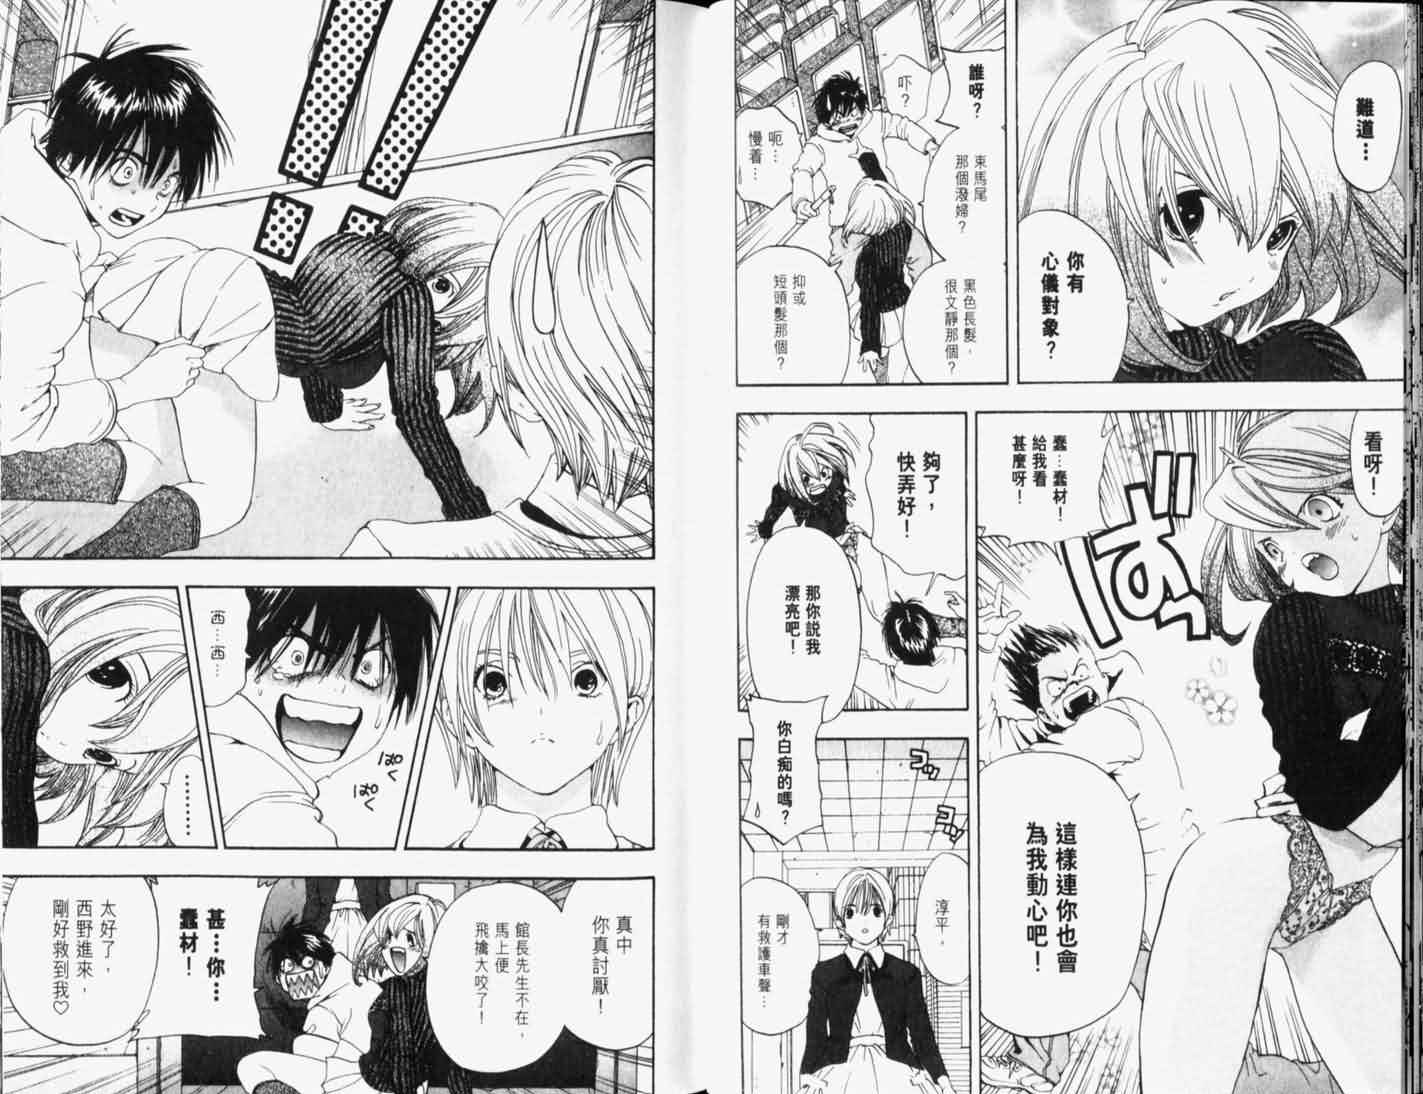 難道…
你有
心儀對象？
誰呀？
吓？
束馬尾
那個潑婦？
呃…
慢着…
黑色長髮，
很文靜那個？
抑或
短頭髮那個？
看呀！
蠢…蠢材！
給我看
甚麼呀！
ばっ
這樣連你也會
為我動心吧！
夠了，
快弄好！
那你說我
漂亮吧！
你白痴的嗎？
コッ
コッ
淳平，
剛才
有救護車聲…
!!
西…西…
ぱく
ぱく
………
真中
你真討厭！
館長先生不在，
馬上便
飛擒大咬了！
甚…你…
蠢材！
太好了，
西野進來，
剛好救到我♡